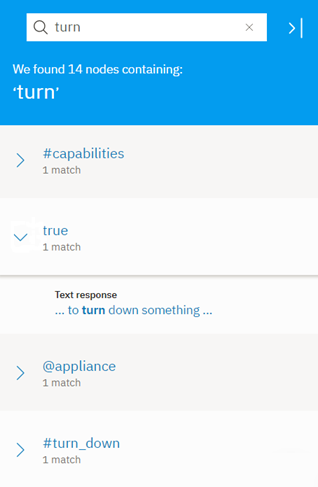 turn
We found 14 nodes containing:
‘turn’
#capabilities
1 match
true
1 match
Text response
... to turn down something ...
@appliance
1 match
#turn_down
1 match